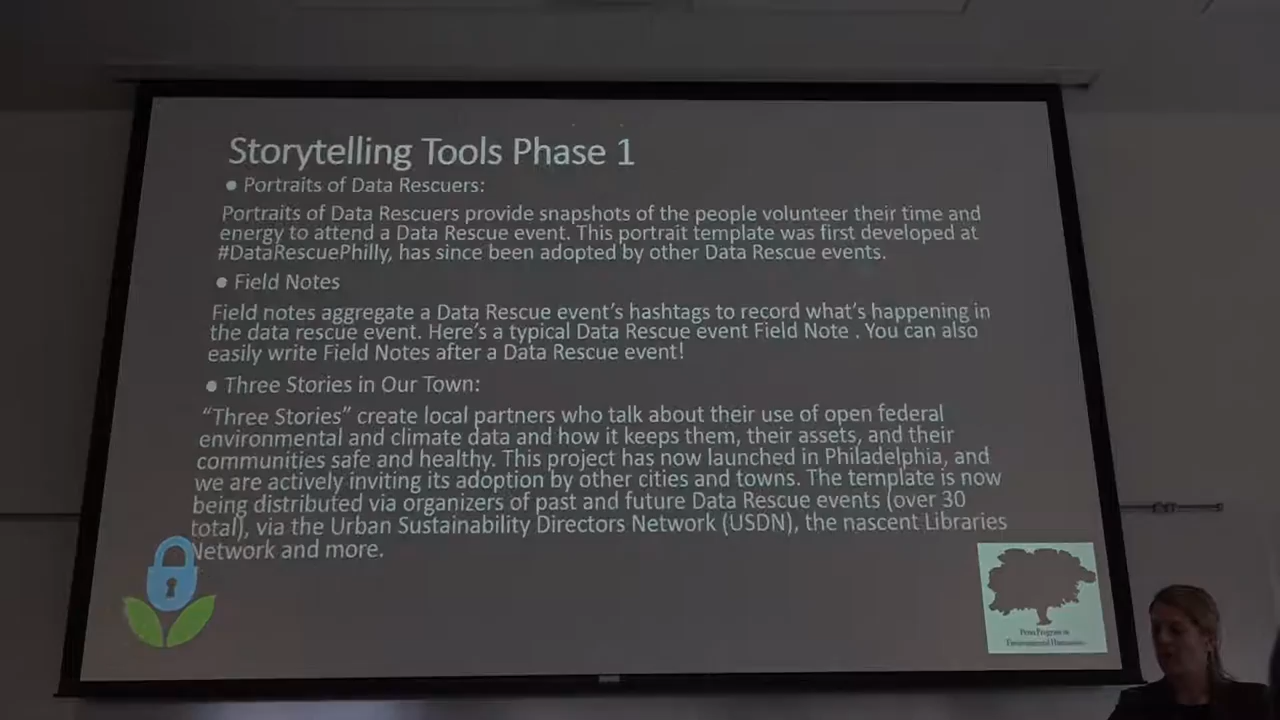 Storytelling Tools Phase 1
● Portraits of Data Rescuers:
Portraits of Data Rescuers provide snapshots of the people volunteer their time and
energy to attend a Data Rescue event. This portrait template was first developed at
#DataRescuePhilly, has since been adopted by other Data Rescue events.
● Field Notes
Field notes aggregate a Data Rescue event's hashtags to record what's happening in
the data rescue event. Here's a typical Data Rescue event Field Note . You can also
easily write Field Notes after a Data Rescue event!
● Three Stories in Our Town:
“Three Stories” create local partners who talk about their use of open federal
environmental and climate data and how it keeps them, their assets, and their
communities safe and healthy. This project has now launched in Philadelphia, and
we are actively inviting its adoption by other cities and towns. The template is now
being distributed via organizers of past and future Data Rescue events (over 30
total), via the Urban Sustainability Directors Network (USDN), the nascent Libraries
Network and more.
Penn Program in
Environmental Humanities